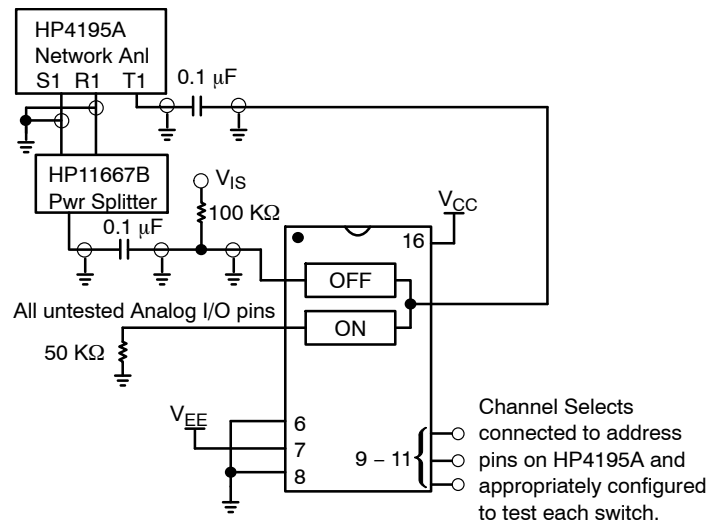 HP4195A
Network Anl
S1 R1 T1
0.1 μF
HP11667B
Pwr Splitter
VIS
100 KΩ
0.1 μF
VCC
16
OFF
All untested Analog I/O pins
ON
50 KΩ
VEE
6
7
8
9 – 11
Channel Selects
connected to address
pins on HP4195A and
appropriately configured
to test each switch.